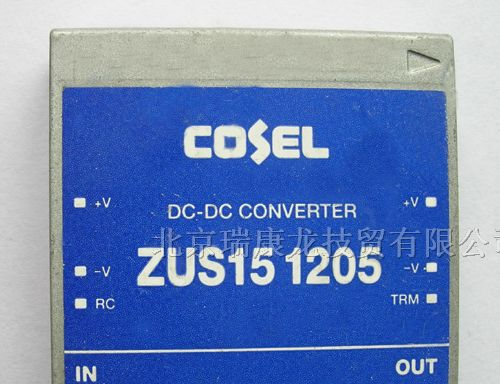 COSEL
+V +V
DC-DC CONVERTER
北京瑞康龙技贸有限公司
ZUS15 1205
-V -V
RC TRM
IN OUT